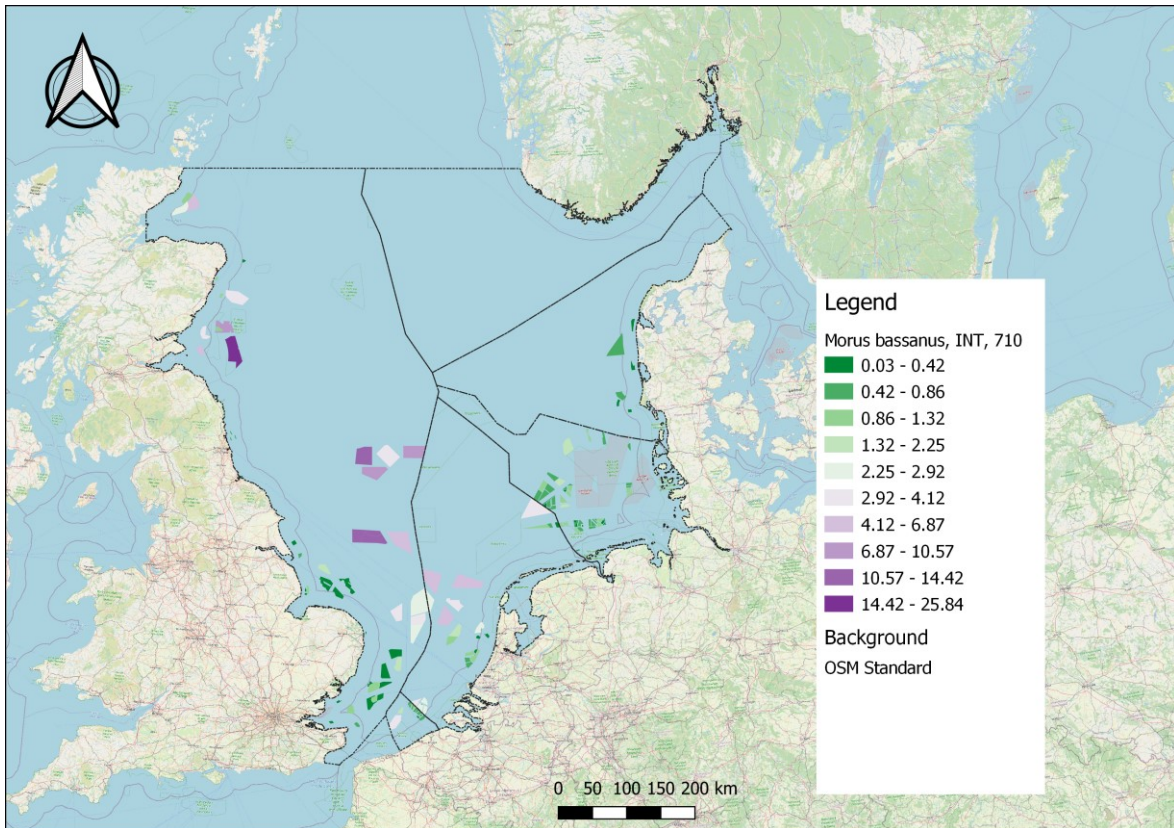 Legend
Morus bassanus, INT, 710
0.03 - 0.42
0.42 - 0.86
0.86 - 1.32
1.32 - 2.25
2.25 - 2.92
2.92 - 4.12
4.12 - 6.87
6.87 - 10.57
10.57 - 14.42
14.42 - 25.84
Background
OSM Standard
0 50 100 150 200 km